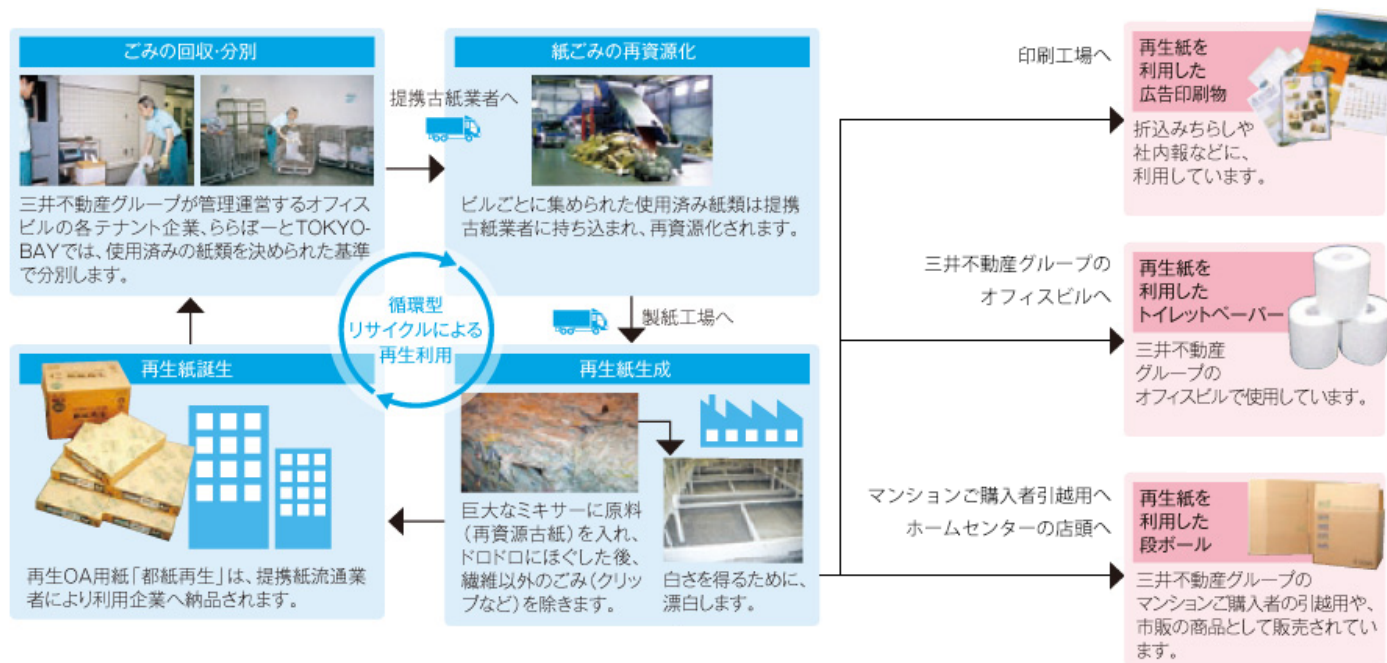 ごみの回収・分別
三井不動産グループが管理運営するオフィス
ビルの各テナント企業、ららぽーとTOKYO-
BAYでは、使用済みの紙類を決められた基準
で分別します。
提携古紙業者へ
紙ごみの再資源化
ビルごとに集められた使用済み紙類は提携
古紙業者に持ち込まれ、再資源化されます。
製紙工場へ
循環型
リサイクルによる
再生利用
再生紙誕生
再生OA用紙「都紙再生」は、提携紙流通業
者により利用企業へ納品されます。
再生紙生成
巨大なミキサーに原料
(再資源古紙)を入れ、
ドロドロにほぐした後、
繊維以外のごみ(クリッ
プなど)を除きます。
白さを得るために、
漂白します。
印刷工場へ
再生紙を
利用した
広告印刷物
折込みちらしや
社内報などに、
利用しています。
三井不動産グループの
オフィスビルへ
再生紙を
利用した
トイレットペーパー
三井不動産
グループの
オフィスビルで使用しています。
マンションご購入者引越用へ
ホームセンターの店頭へ
再生紙を
利用した
段ボール
三井不動産グループの
マンションご購入者の引越用や、
市販の商品として販売されてい
ます。